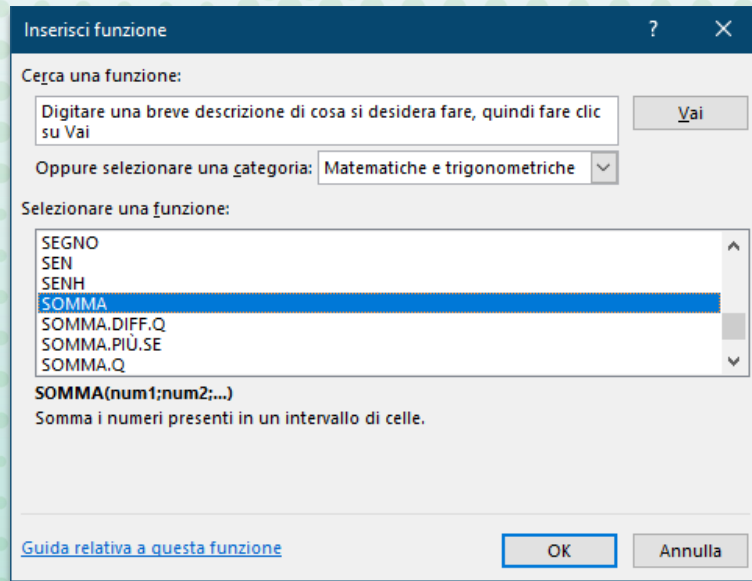 Inserisci funzione ?
Cerca una funzione:
Digitare una breve descrizione di cosa si desidera fare, quindi fare clic
su Vai
Vai
Oppure selezionare una categoria: Matematiche e trigonometriche
Selezionare una funzione:
SEGNO
SEN
SENH
SOMMA
SOMMA.DIFF.Q
SOMMA.PIÙ.SE
SOMMA.Q
SOMMA(num1;num2;...)
Somma i numeri presenti in un intervallo di celle.
Guida relativa a questa funzione
OK
Annulla